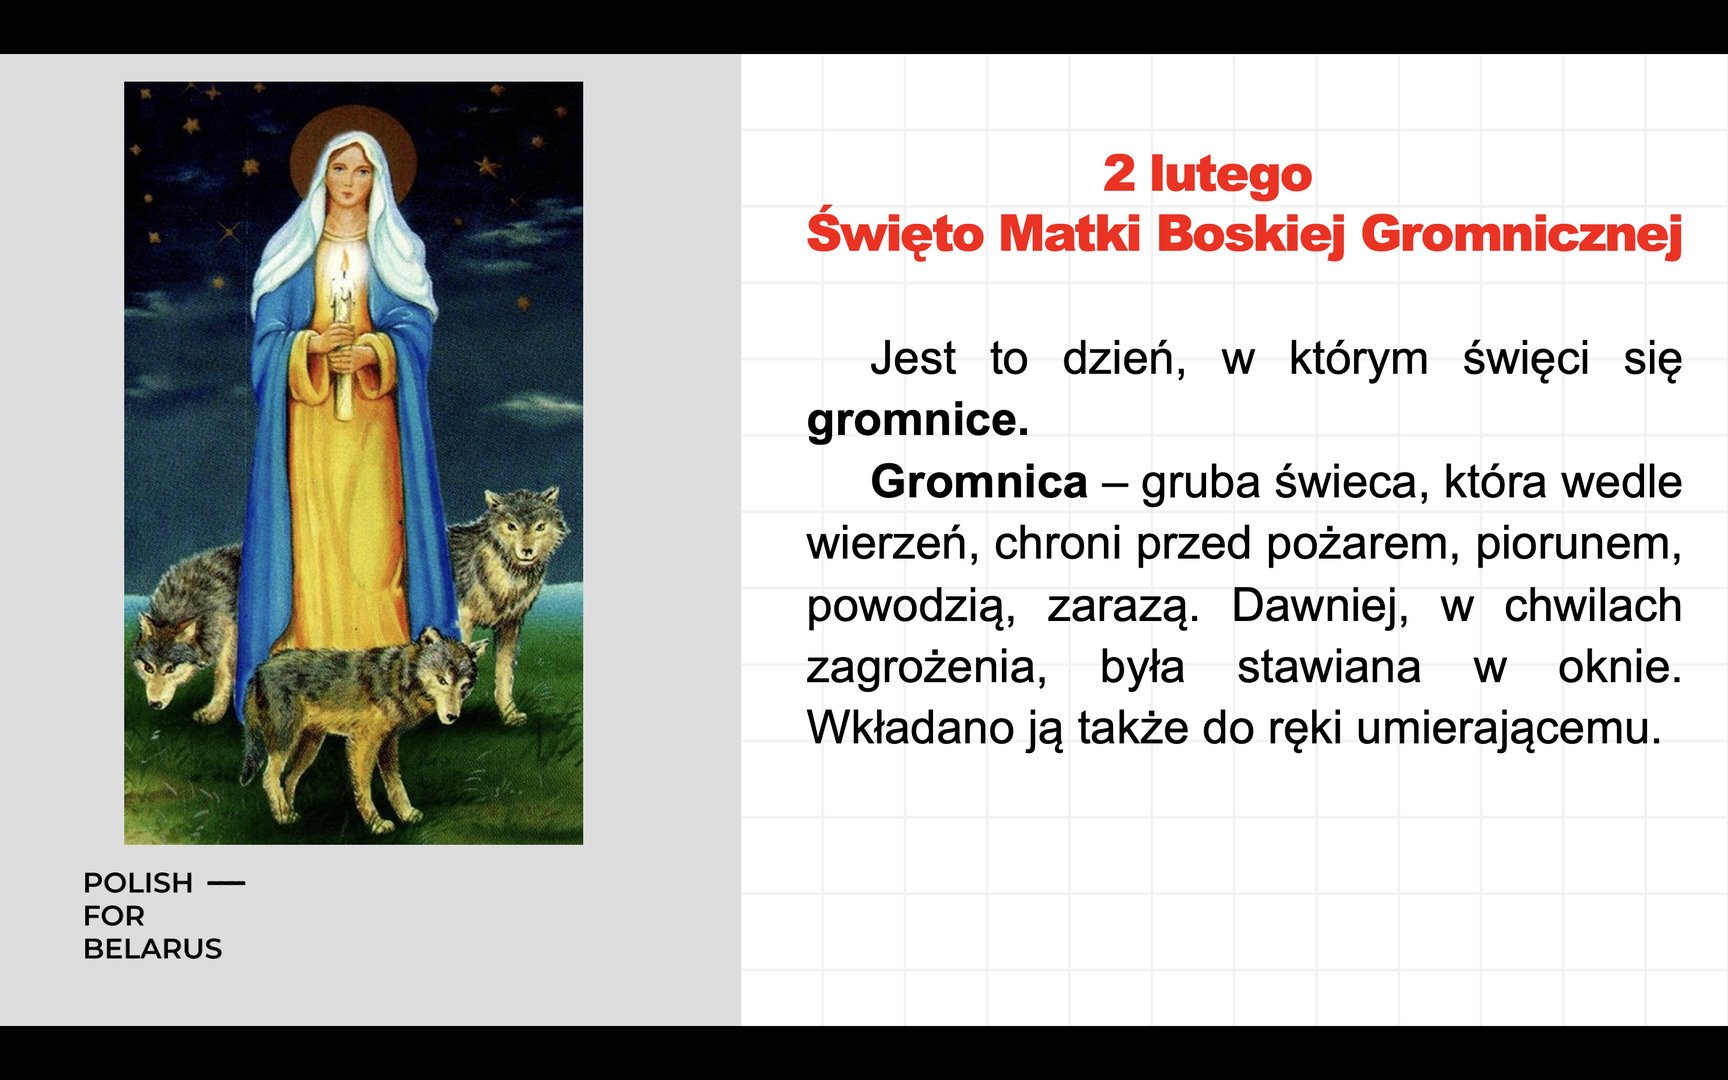 2 lutego
Święto Matki Boskiej Gromnicznej
Jest to dzień, w którym święci się
gromnice.
Gromnica – gruba świeca, która wedle
wierzeń, chroni przed pożarem, piorunem,
powodzią, zarazą. Dawniej, w chwilach
zagrożenia, była stawiana w oknie.
Wkładano ją także do ręki umierającemu.
POLISH —
FOR
BELARUS